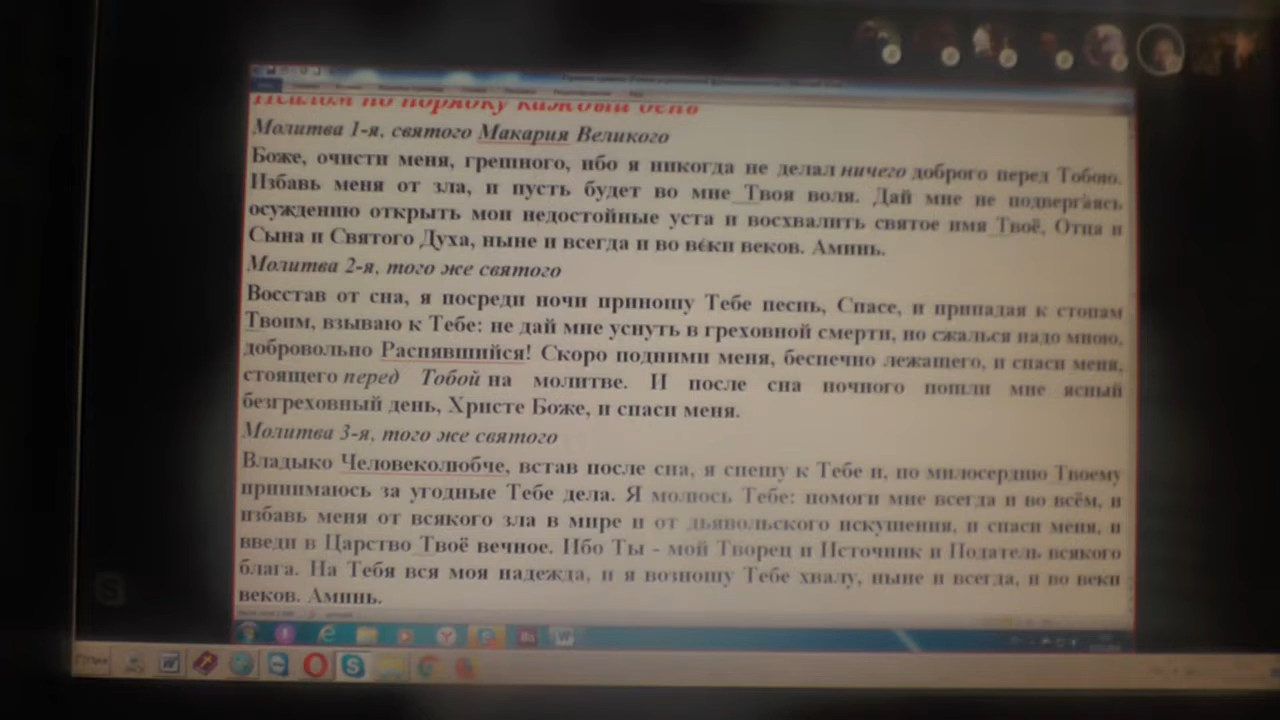 Псалом по порядку каждый день
Молитва 1-я, святого Макария Великого
Боже, очисти меня, грешного, ибо я никогда не делал ничего доброго перед Тобою.
Избавь меня от зла, и пусть будет во мне Твоя воля. Дай мне не подвергаясь
осуждению открыть мои недостойные уста и восхвалить святое имя Твоё, Отца и
Сына и Святого Духа, ныне и всегда и во веки веков. Аминь.
Молитва 2-я, того же святого
Восстав от сна, я посреди ночи приношу Тебе песнь, Спасе, и припадая к стопам
Твоим, взываю к Тебе: не дай мне уснуть в греховной смерти, но сжалься надо мною,
добровольно Распявшийся! Скоро подними меня, беспечно лежащего, и спаси меня,
стоящего перед Тобой на молитве. И после сна ночного пошли мне ясный
безгреховный день, Христе Боже, и спаси меня.
Молитва 3-я, того же святого
Владыко Человеколюбче, встав после сна, я спешу к Тебе и, по милосердию Твоему
принимаюсь за угодные Тебе дела. Я молюсь Тебе: помоги мне всегда и во всём, и
избавь меня от всякого зла в мире и от дьявольского искушения, и спаси меня, и
введи в Царство Твоё вечное. Ибо Ты - мой Творец и Источник и Податель всякого
блага. На Тебя вся моя надежда, и я возношу Тебе хвалу, ныне и всегда, и во веки
веков. Аминь.